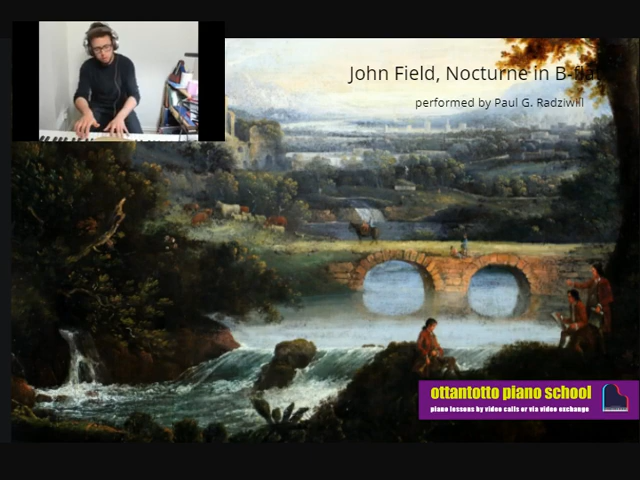 John Field, Nocturne in B-flat
performed by Paul G. Radziwill
ottantotto piano school
piano lessons by video calls or via video exchange